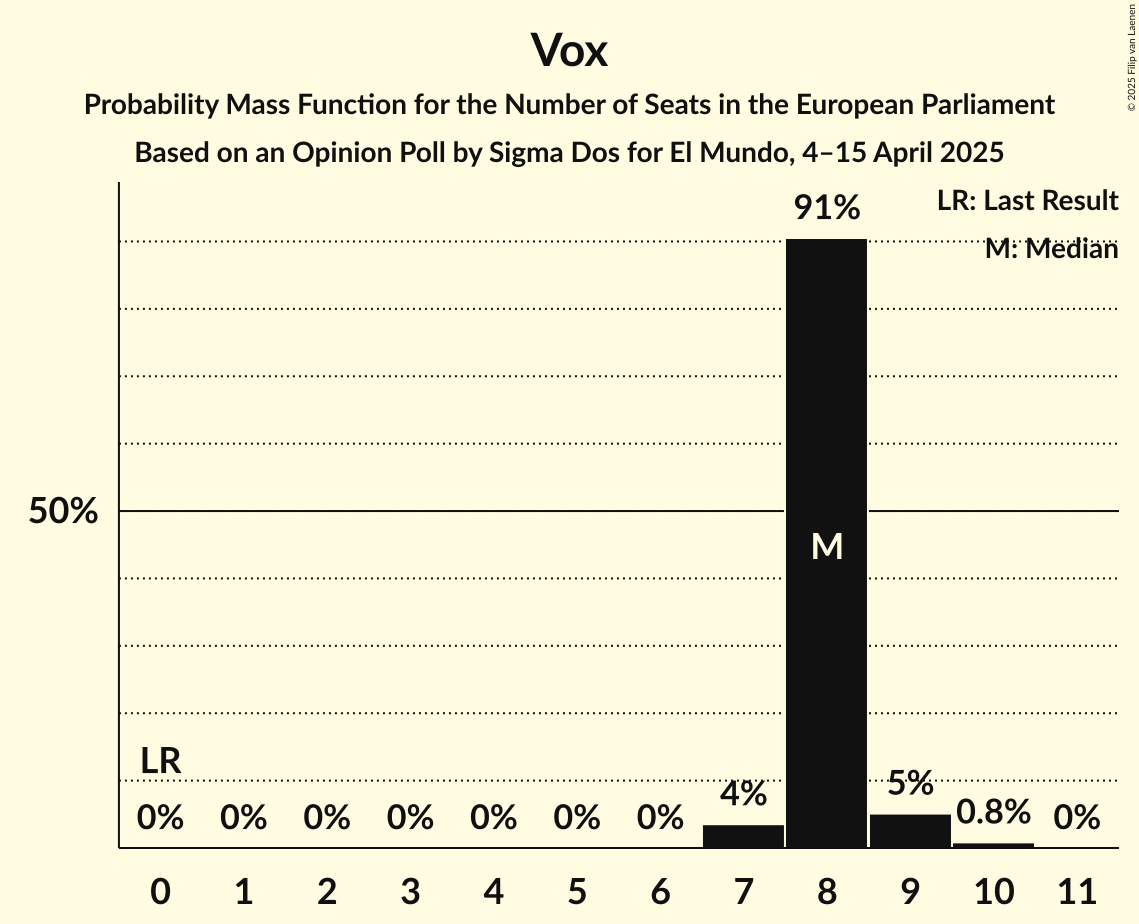 Vox
Probability Mass Function for the Number of Seats in the European Parliament
Based on an Opinion Poll by Sigma Dos for El Mundo, 4–15 April 2025
© 2025 Filip van Laenen
LR: Last Result
M: Median
91%
50%
M
LR
0% 0% 0% 0% 0% 0% 0% 4% 5% 0.8% 0%
0 1 2 3 4 5 6 7 8 9 10 11